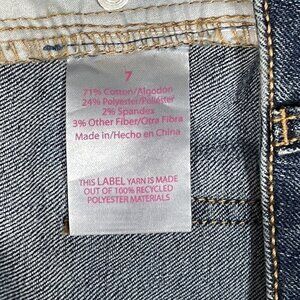 7
71% Cotton/Algodon
24% Polyester/Poliéster
2% Spandex
3% Other Fiber/Otra Fibra
Made in/Hecho en China
THIS LABEL YARN IS MADE
OUT OF 100% RECYCLED
POLYESTER MATERIALS